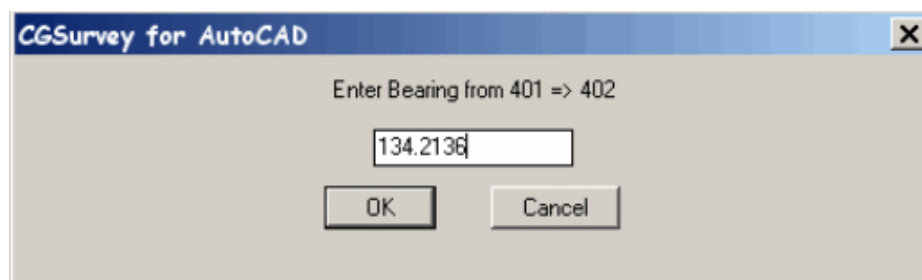 CGSurvey for AutoCAD
Enter Bearing from 401 => 402
134.2136
OK Cancel